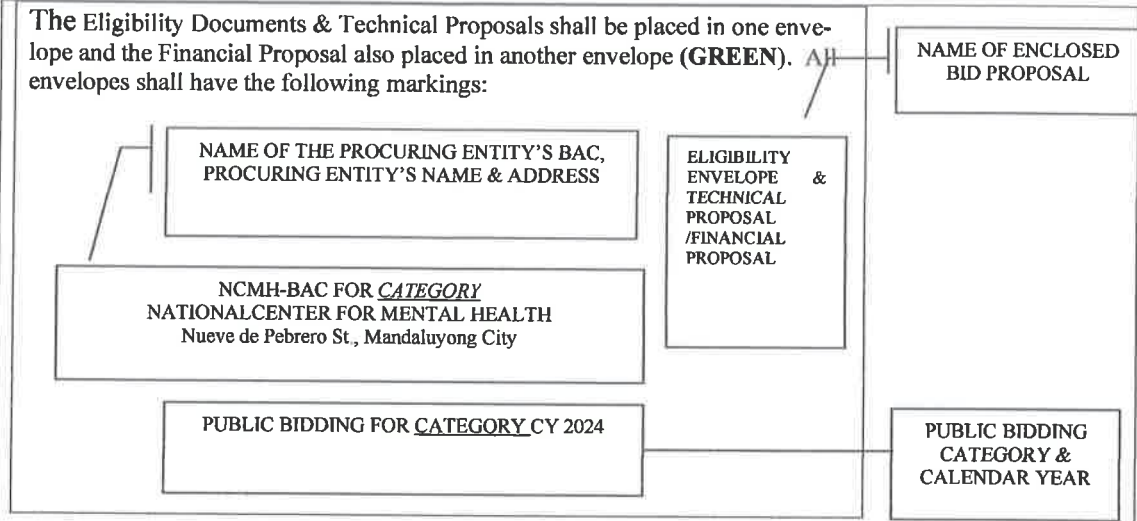 The Eligibility Documents & Technical Proposals shall be placed in one enve-
lope and the Financial Proposal also placed in another envelope (GREEN). All
envelopes shall have the following markings:
NAME OF ENCLOSED
BID PROPOSAL
NAME OF THE PROCURING ENTITY'S BAC,
PROCURING ENTITY'S NAME & ADDRESS
ELIGIBILITY
ENVELOPE &
TECHNICAL
PROPOSAL
/FINANCIAL
PROPOSAL
NCMH-BAC FOR CATEGORY
NATIONALCENTER FOR MENTAL HEALTH
Nueve de Pebrero St., Mandaluyong City
PUBLIC BIDDING FOR CATEGORY CY 2024
PUBLIC BIDDING
CATEGORY &
CALENDAR YEAR